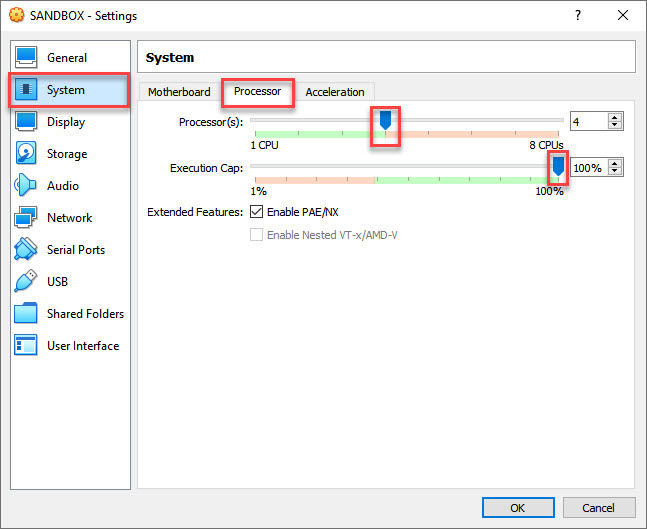 SANDBOX - Settings
?
General
System
Display
Storage
Audio
Network
Serial Ports
USB
Shared Folders
User Interface
System
Motherboard
Processor
Acceleration
Processor(s):
4
1 CPU
8 CPUs
Execution Cap:
100%
1%
100%
Extended Features:
Enable PAE/NX
Enable Nested VT-x/AMD-V
OK
Cancel